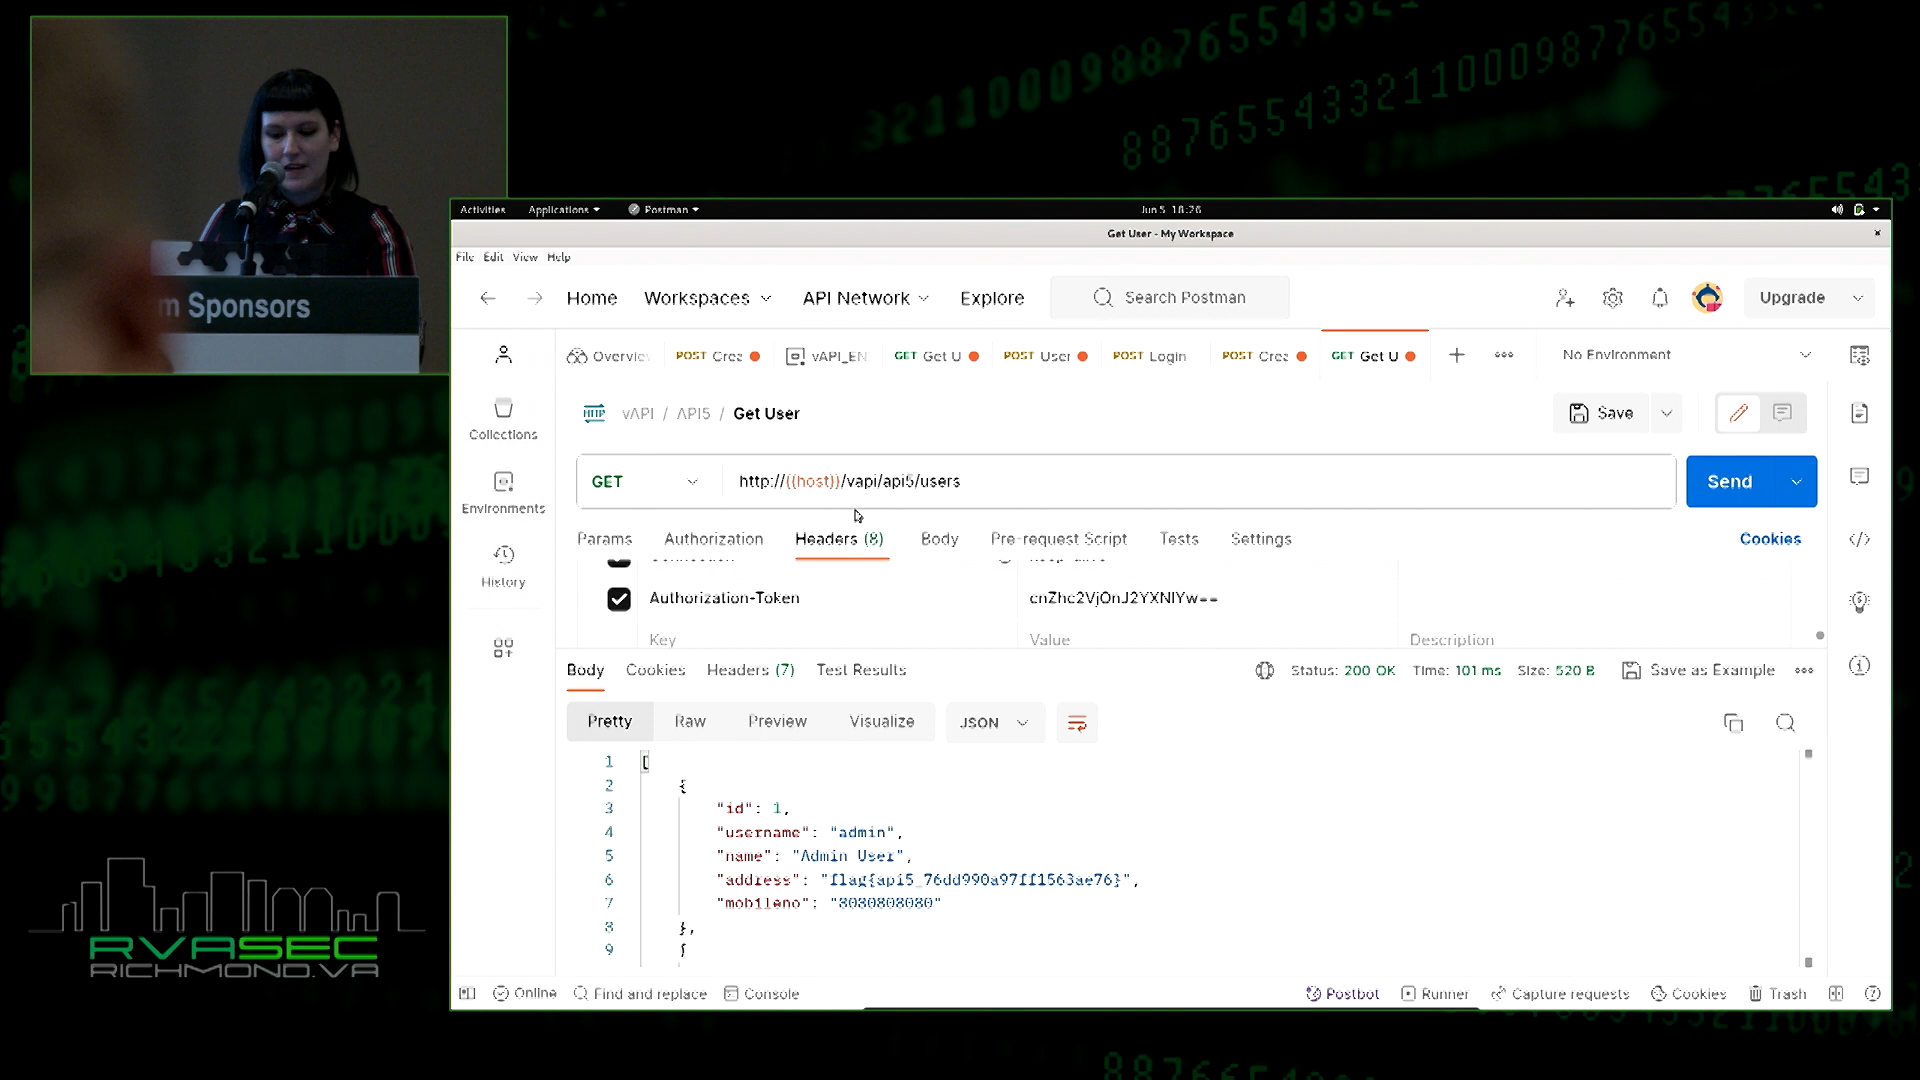 m Sponsors
Activities Applications Postman Jun 5 18:26
Get User - My Workspace
File Edit View Help
Home Workspaces API Network Explore Search Postman Upgrade
Overvie POST Crea vAPI_EN GET Get U POST User POST Login POST Crea GET Get U No Environment
HTTP vAPI / API5 / Get User Save
Collections
GET http://{{host}}/vapi/api5/users Send
Environments
Params Authorization Headers (8) Body Pre-request Script Tests Settings Cookies
History
Authorization-Token cnZhc2VjOnJ2YXNlYw==
Key Value Description
Body Cookies Headers (7) Test Results Status: 200 OK Time: 101 ms Size: 520 B Save as Example
Pretty Raw Preview Visualize JSON
1 [
2 {
3 "id": 1,
4 "username": "admin",
5 "name": "Admin User",
6 "address": "flag{api5_76dd990a97ff1563ae76}",
7 "mobileno": "8080808080"
8 },
9 {
Online Find and replace Console Postbot Runner Capture requests Cookies Trash
RVASEC
RICHMOND.VA